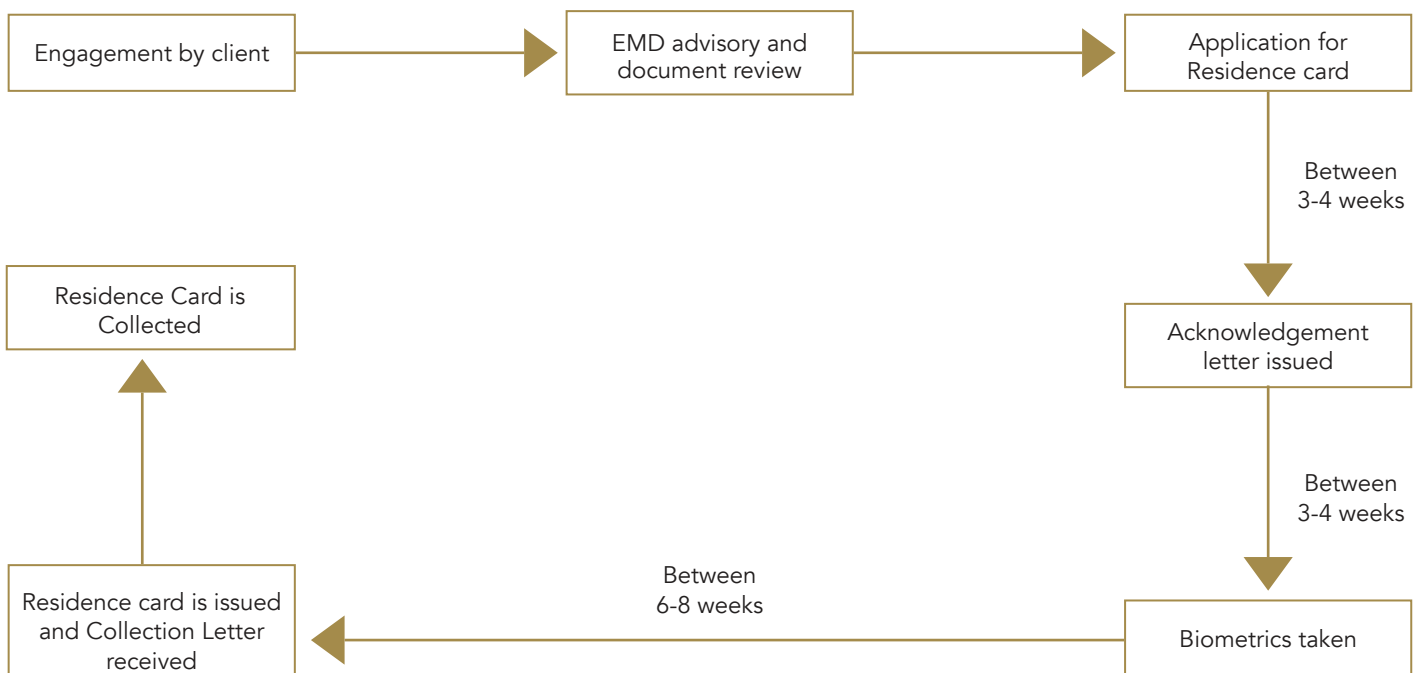 Engagement by client
EMD advisory and
document review
Application for
Residence card
Between
3-4 weeks
Acknowledgement
letter issued
Between
3-4 weeks
Biometrics taken
Between
6-8 weeks
Residence card is issued
and Collection Letter
received
Residence Card is
Collected